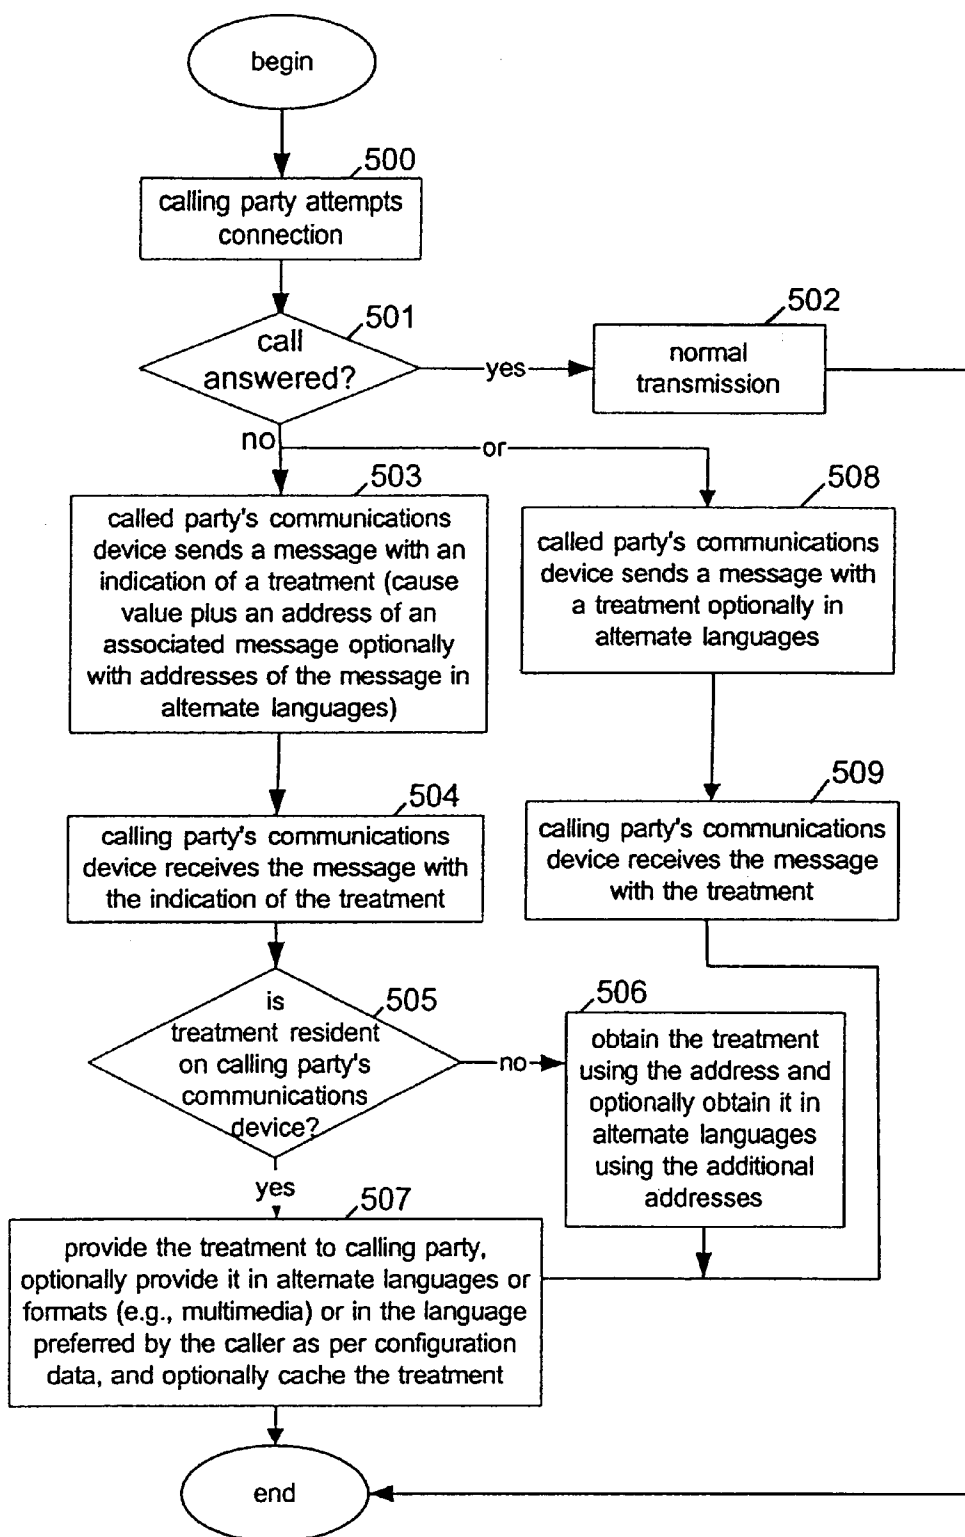 begin
500
calling party attempts
connection
501
call
answered?
yes
502
normal
transmission
no
or
503
called party's communications
device sends a message with an
indication of a treatment (cause
value plus an address of an
associated message optionally
with addresses of the message in
alternate languages)
508
called party's communications
device sends a message with
a treatment optionally in
alternate languages
504
calling party's communications
device receives the message with
the indication of the treatment
509
calling party's communications
device receives the message
with the treatment
505
is
treatment resident
on calling party's
communications
device?
no
506
obtain the treatment
using the address and
optionally obtain it in
alternate languages
using the additional
addresses
yes
507
provide the treatment to calling party,
optionally provide it in alternate languages or
formats (e.g., multimedia) or in the language
preferred by the caller as per configuration
data, and optionally cache the treatment
end